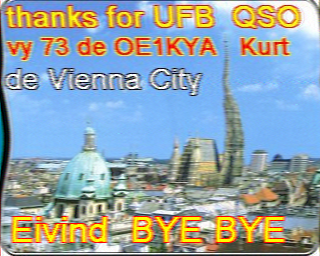 thanks for UFB QSO
vy 73 de OE1KYA Kurt
de Vienna City
Eivind BYE BYE